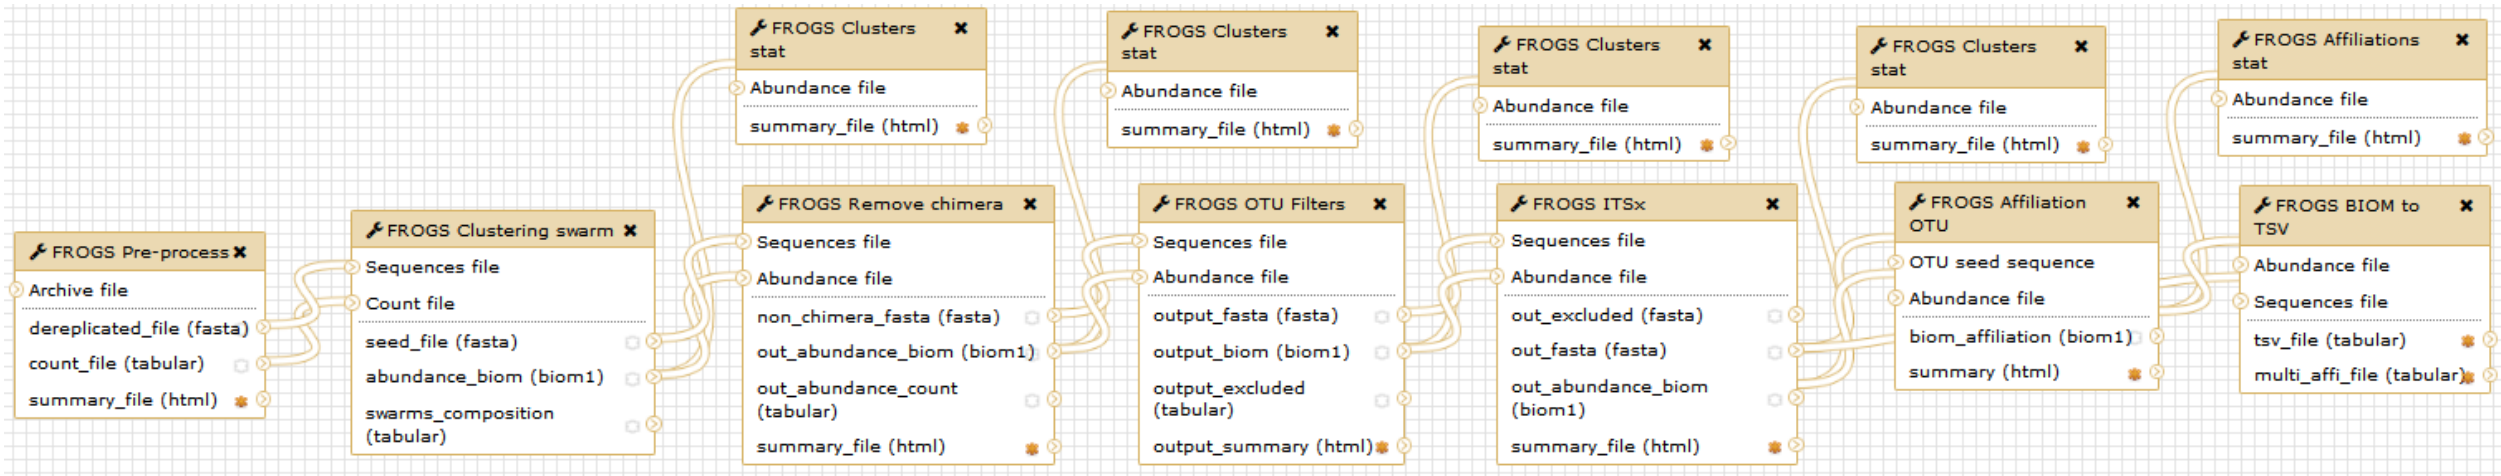 FROGS Pre-process
Archive file
dereplicated_file (fasta)
count_file (tabular)
summary_file (html)
FROGS Clustering swarm
Sequences file
Count file
seed_file (fasta)
abundance_biom (biom1)
swarms_composition
(tabular)
FROGS Clusters
stat
Abundance file
summary_file (html)
FROGS Remove chimera
Sequences file
Abundance file
non_chimera_fasta (fasta)
out_abundance_biom (biom1)
out_abundance_count
(tabular)
summary_file (html)
FROGS Clusters
stat
Abundance file
summary_file (html)
FROGS OTU Filters
Sequences file
Abundance file
output_fasta (fasta)
output_biom (biom1)
output_excluded
(tabular)
output_summary (html)
FROGS Clusters
stat
Abundance file
summary_file (html)
FROGS ITSx
Sequences file
Abundance file
out_excluded (fasta)
out_fasta (fasta)
out_abundance_biom
(biom1)
summary_file (html)
FROGS Clusters
stat
Abundance file
summary_file (html)
FROGS Affiliation
OTU
OTU seed sequence
Abundance file
biom_affiliation (biom1)
summary (html)
FROGS Affiliations
stat
Abundance file
summary_file (html)
FROGS BIOM to
TSV
Abundance file
Sequences file
tsv_file (tabular)
multi_affi_file (tabular)